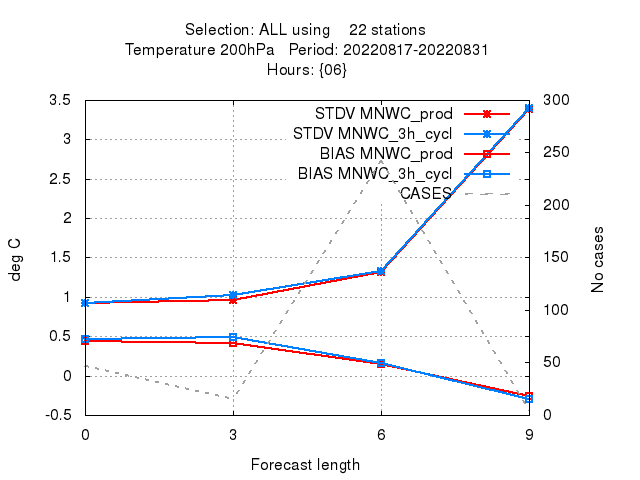 Selection: ALL using    22 stations
Temperature 200hPa   Period: 20220817-20220831
Hours: {06}
3.5
3
2.5
2
1.5
1
0.5
0
-0.5
300
250
200
150
100
50
0
0
3
6
9
STDV MNWC_prod
STDV MNWC_3h_cycl
BIAS MNWC_prod
BIAS MNWC_3h_cycl
CASES
deg C
No cases
Forecast length